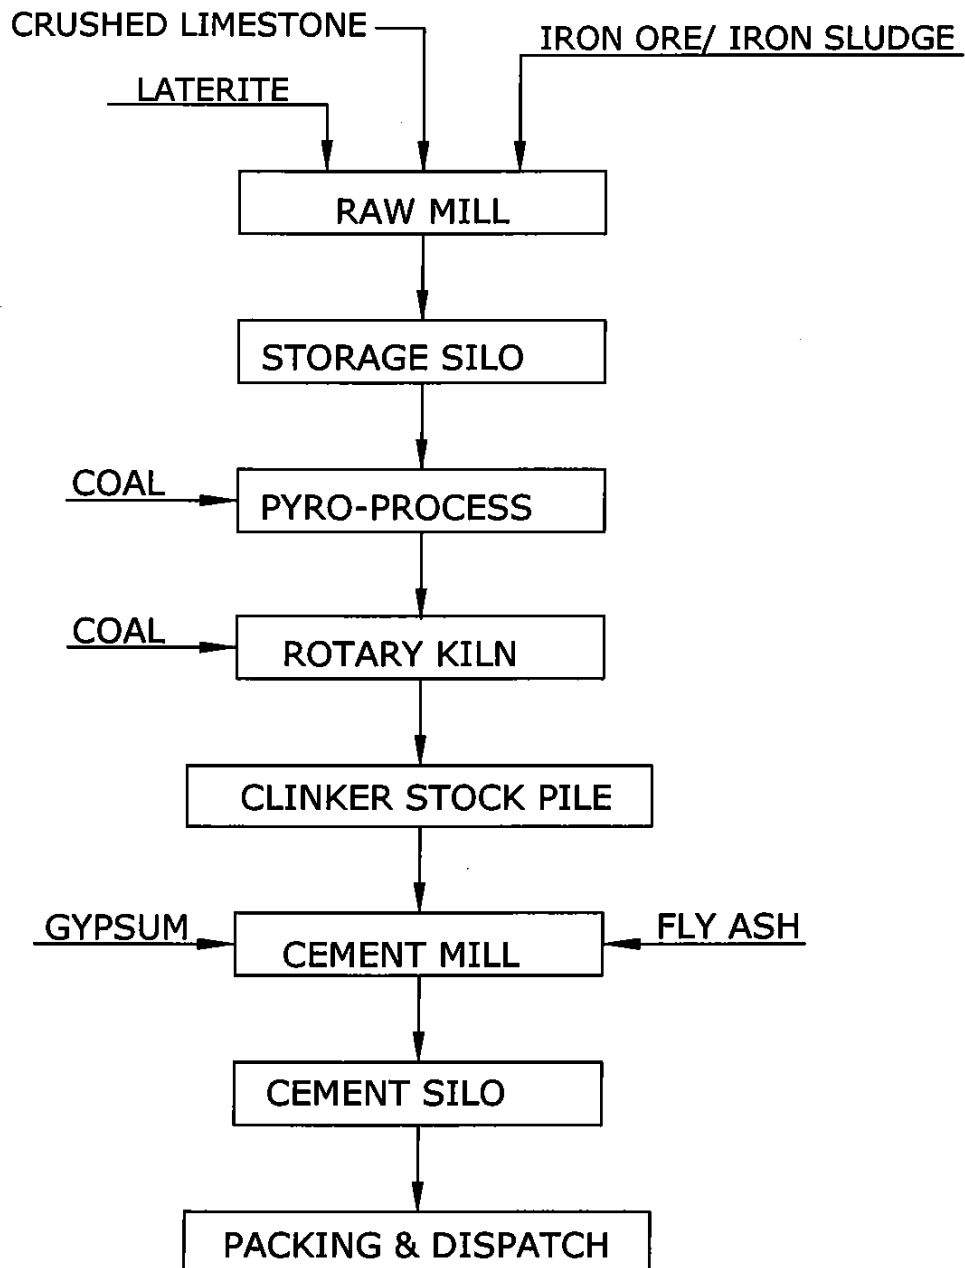 CRUSHED LIMESTONE
IRON ORE/ IRON SLUDGE
LATERITE
RAW MILL
STORAGE SILO
COAL
PYRO-PROCESS
COAL
ROTARY KILN
CLINKER STOCK PILE
GYPSUM
CEMENT MILL
FLY ASH
CEMENT SILO
PACKING & DISPATCH